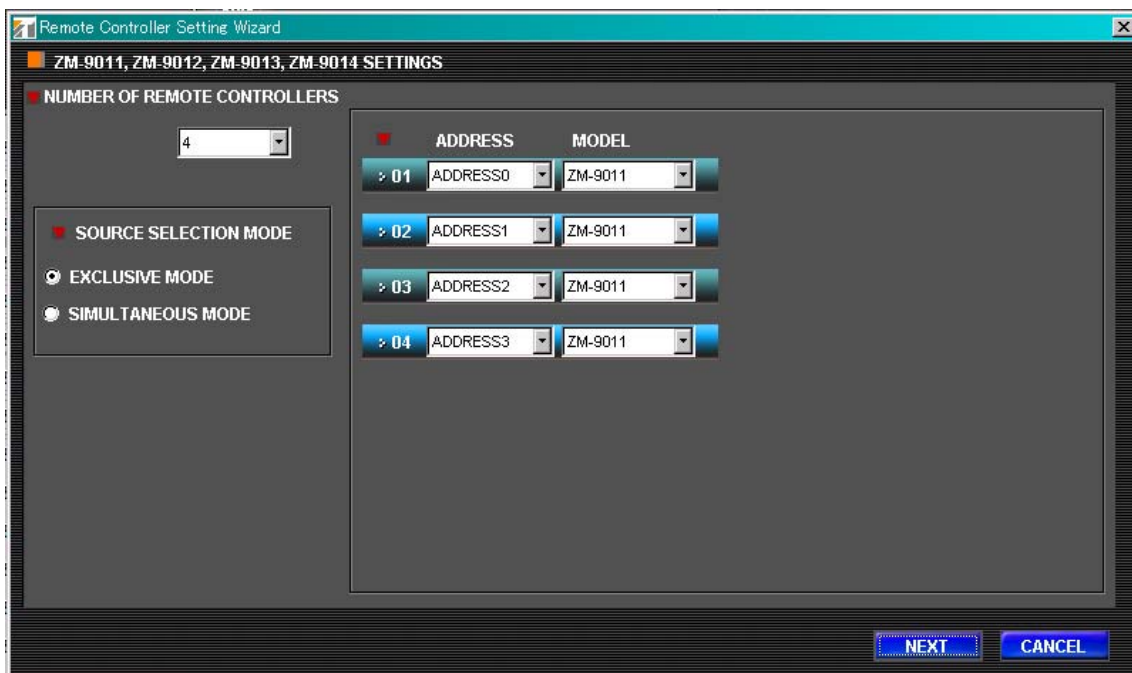 Remote Controller Setting Wizard
ZM-9011, ZM-9012, ZM-9013, ZM-9014 SETTINGS
NUMBER OF REMOTE CONTROLLERS
4
SOURCE SELECTION MODE
EXCLUSIVE MODE
SIMULTANEOUS MODE
ADDRESS MODEL
> 01 ADDRESS0 ZM-9011
> 02 ADDRESS1 ZM-9011
> 03 ADDRESS2 ZM-9011
> 04 ADDRESS3 ZM-9011
NEXT CANCEL